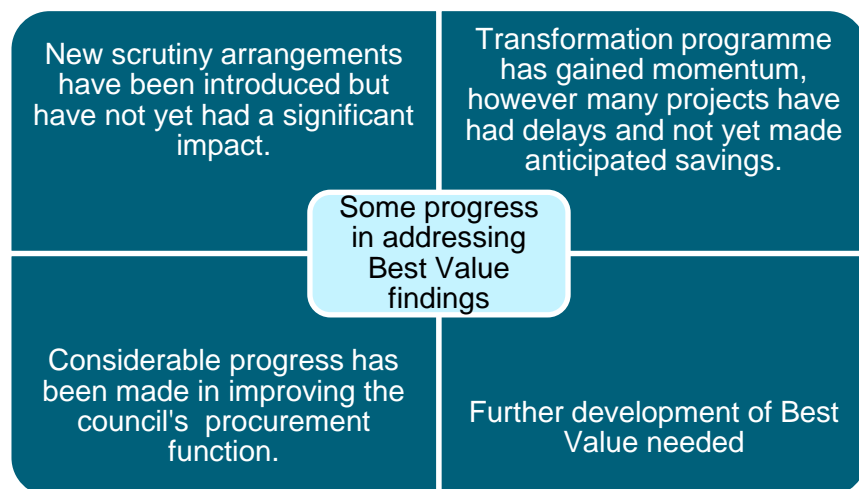 New scrutiny arrangements
have been introduced but
have not yet had a significant
impact.
Transformation programme
has gained momentum,
however many projects have
had delays and not yet made
anticipated savings.
Some progress
in addressing
Best Value
findings
Considerable progress has
been made in improving the
council's  procurement
function.
Further development of Best
Value needed